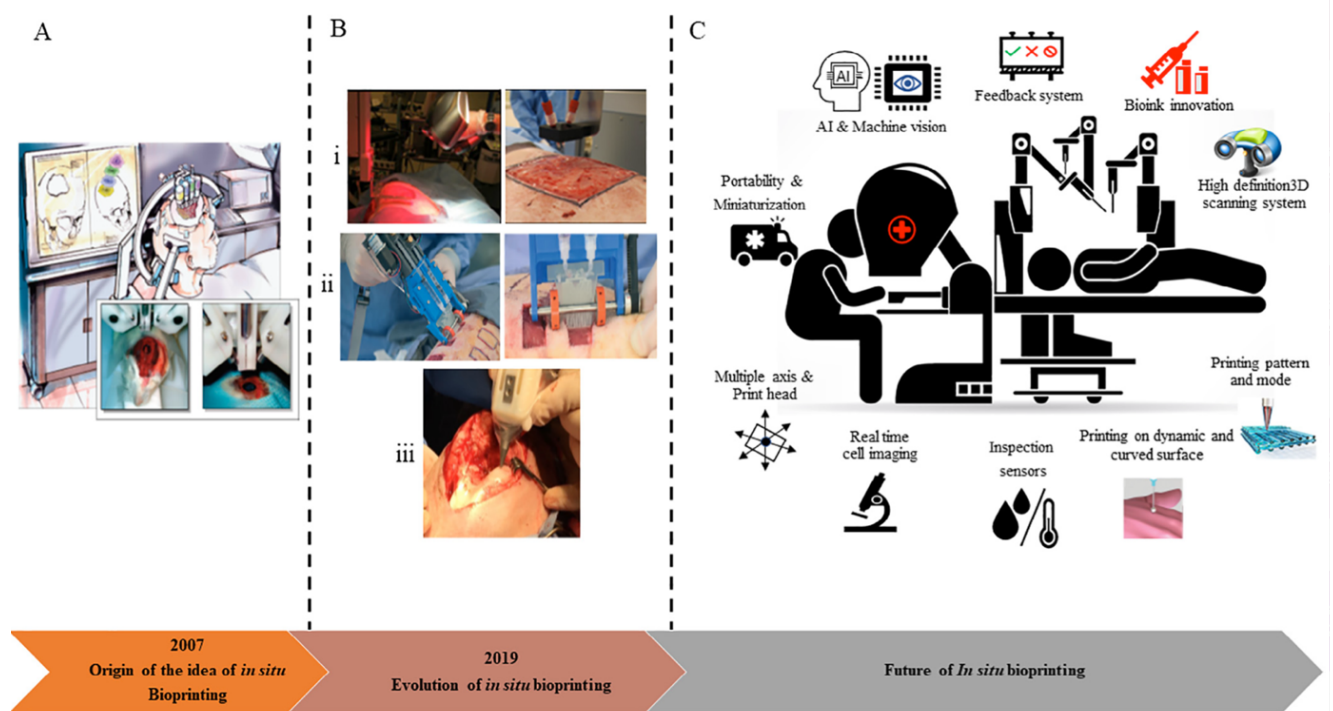 A
B
C
i
ii
iii
AI
AI & Machine vision
Feedback system
Bioink innovation
High definition3D
scanning system
Portability &
Miniaturization
Multiple axis &
Print head
Real time
cell imaging
Inspection
sensors
Printing on dynamic and
curved surface
Printing pattern
and mode
2007
Origin of the idea of in situ
Bioprinting
2019
Evolution of in situ bioprinting
Future of In situ bioprinting